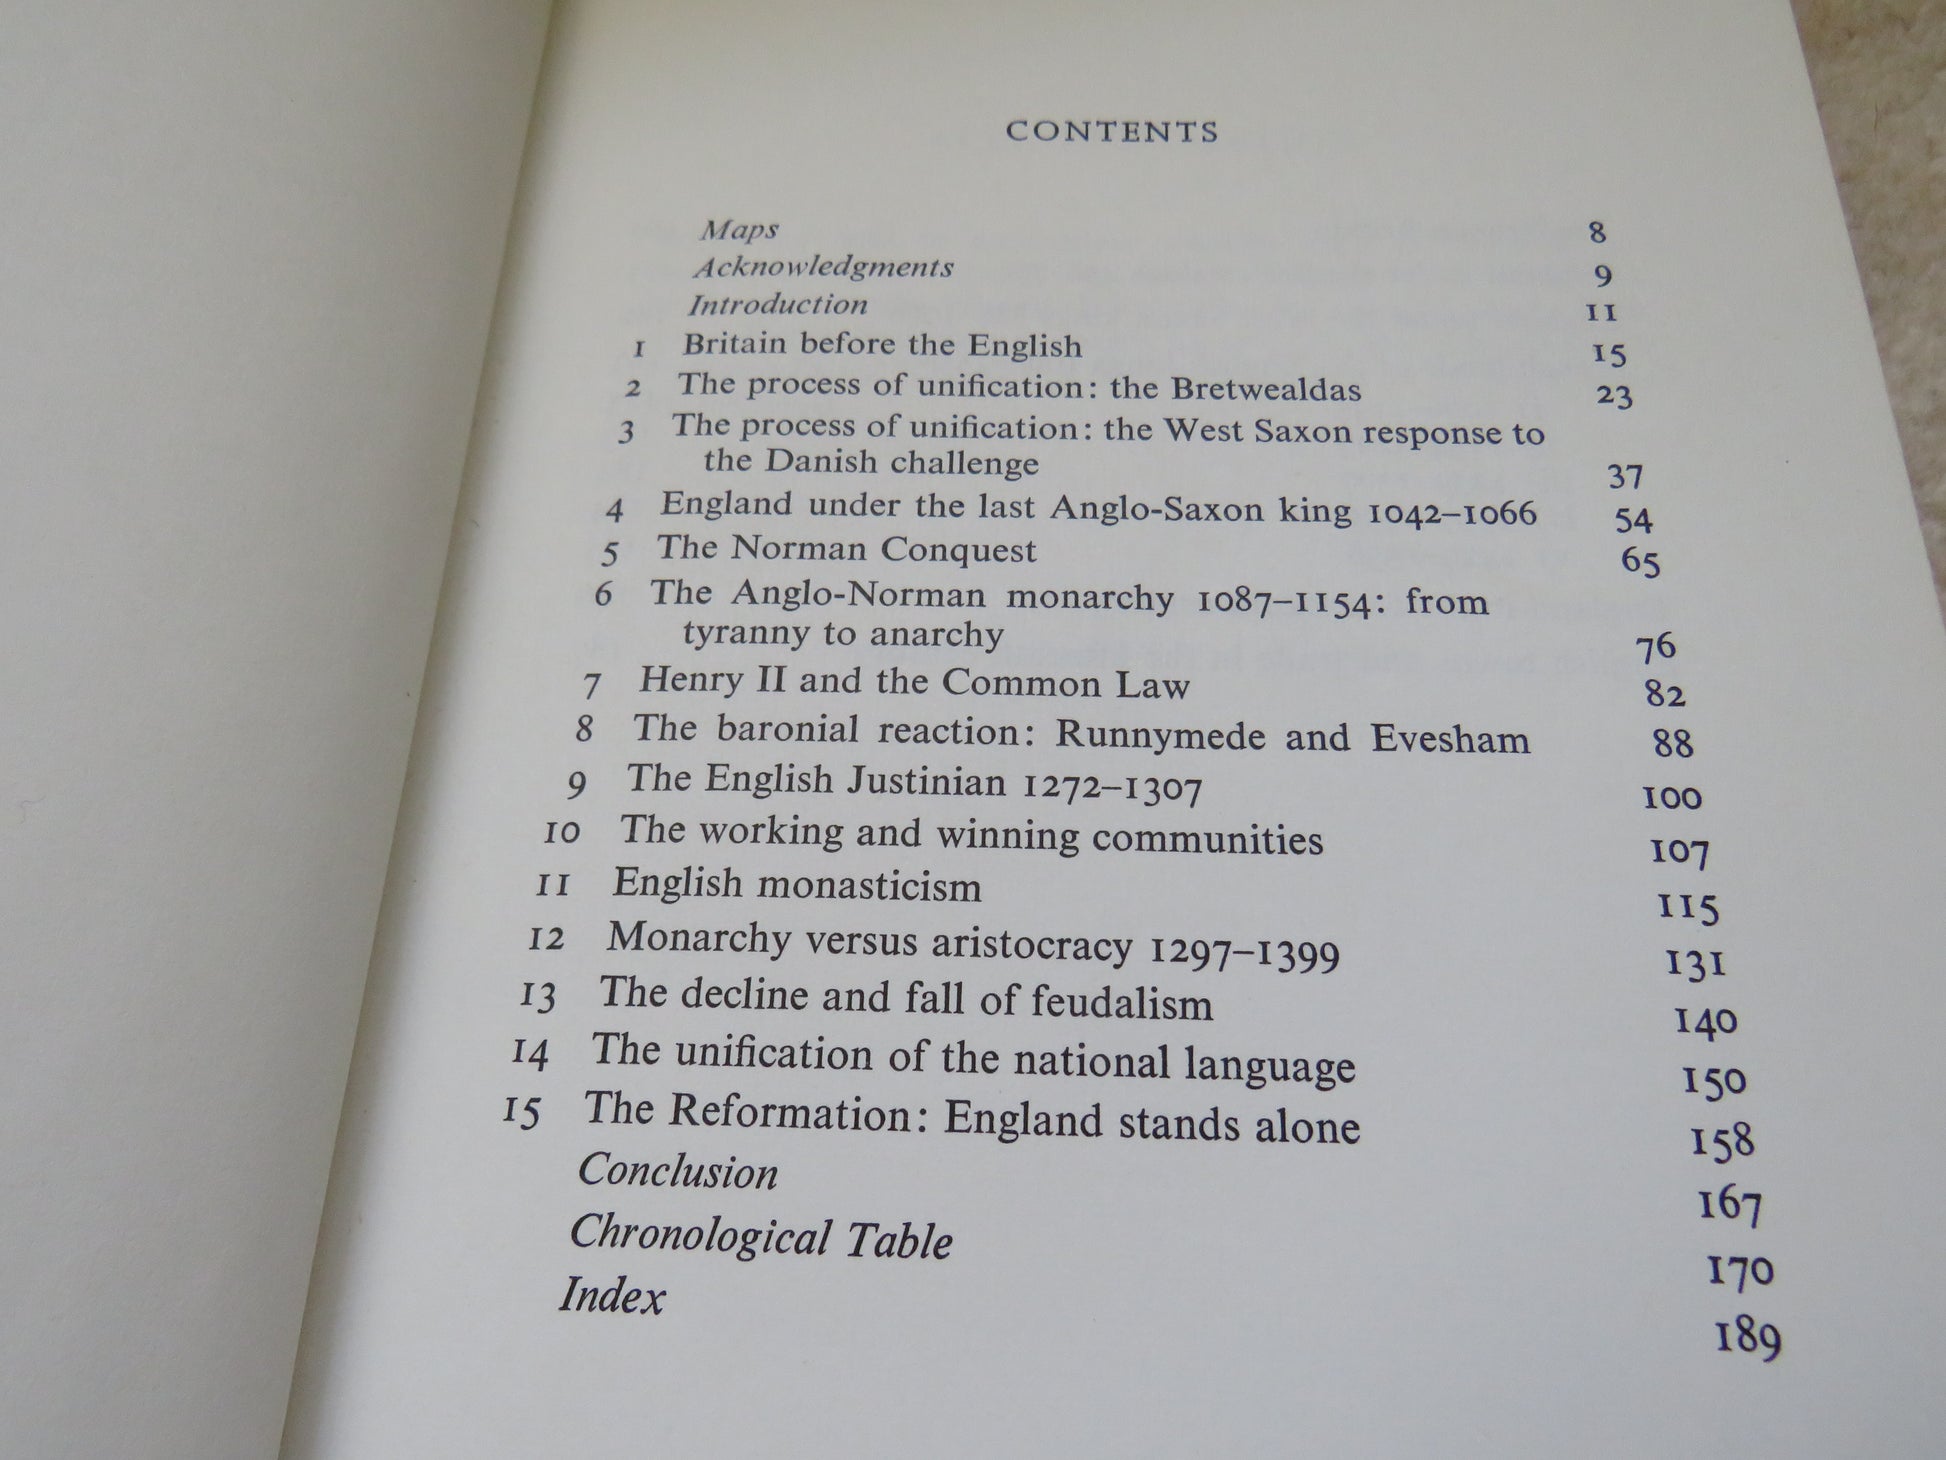 CONTENTS
Maps 8
Acknowledgments 9
Introduction 11
1 Britain before the English 15
2 The process of unification: the Bretwealdas 23
3 The process of unification: the West Saxon response to
the Danish challenge 37
4 England under the last Anglo-Saxon king 1042–1066 54
5 The Norman Conquest 65
6 The Anglo-Norman monarchy 1087–1154: from
tyranny to anarchy 76
7 Henry II and the Common Law 82
8 The baronial reaction: Runnymede and Evesham 88
9 The English Justinian 1272–1307 100
10 The working and winning communities 107
11 English monasticism 115
12 Monarchy versus aristocracy 1297–1399 131
13 The decline and fall of feudalism 140
14 The unification of the national language 150
15 The Reformation: England stands alone 158
Conclusion 167
Chronological Table 170
Index 189